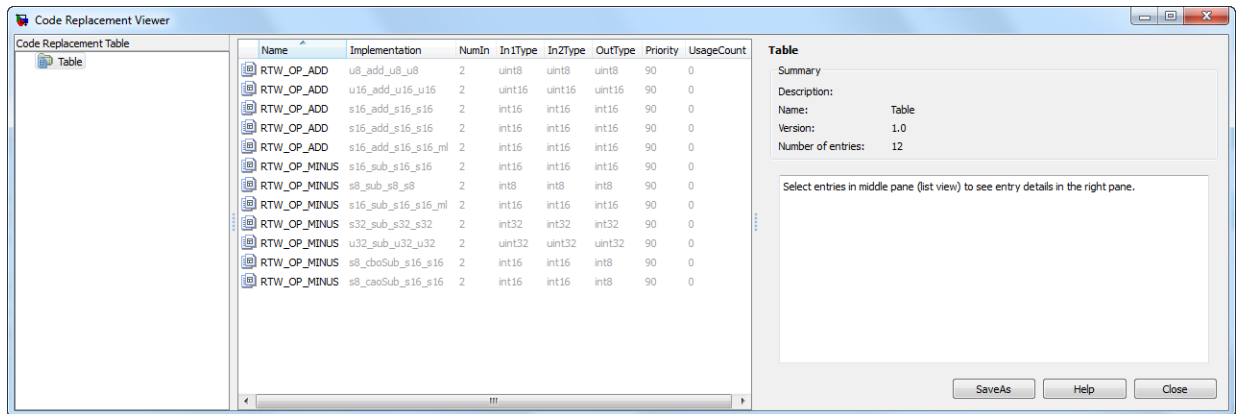 Code Replacement Viewer
Code Replacement Table
Table
Name Implementation NumIn In1Type In2Type OutType Priority UsageCount
RTW_OP_ADD u8_add_u8_u8 2 uint8 uint8 uint8 90 0
RTW_OP_ADD u16_add_u16_u16 2 uint16 uint16 uint16 90 0
RTW_OP_ADD s16_add_s16_s16 2 int16 int16 int16 90 0
RTW_OP_ADD s16_add_s16_s16 2 int16 int16 int16 90 0
RTW_OP_ADD s16_add_s16_s16_ml 2 int16 int16 int16 90 0
RTW_OP_MINUS s16_sub_s16_s16 2 int16 int16 int16 90 0
RTW_OP_MINUS s8_sub_s8_s8 2 int8 int8 int8 90 0
RTW_OP_MINUS s16_sub_s16_s16_ml 2 int16 int16 int16 90 0
RTW_OP_MINUS s32_sub_s32_s32 2 int32 int32 int32 90 0
RTW_OP_MINUS u32_sub_u32_u32 2 uint32 uint32 uint32 90 0
RTW_OP_MINUS s8_cboSub_s16_s16 2 int16 int16 int8 90 0
RTW_OP_MINUS s8_caoSub_s16_s16 2 int16 int16 int8 90 0
Table
Summary
Description:
Name: Table
Version: 1.0
Number of entries: 12
Select entries in middle pane (list view) to see entry details in the right pane.
SaveAs Help Close